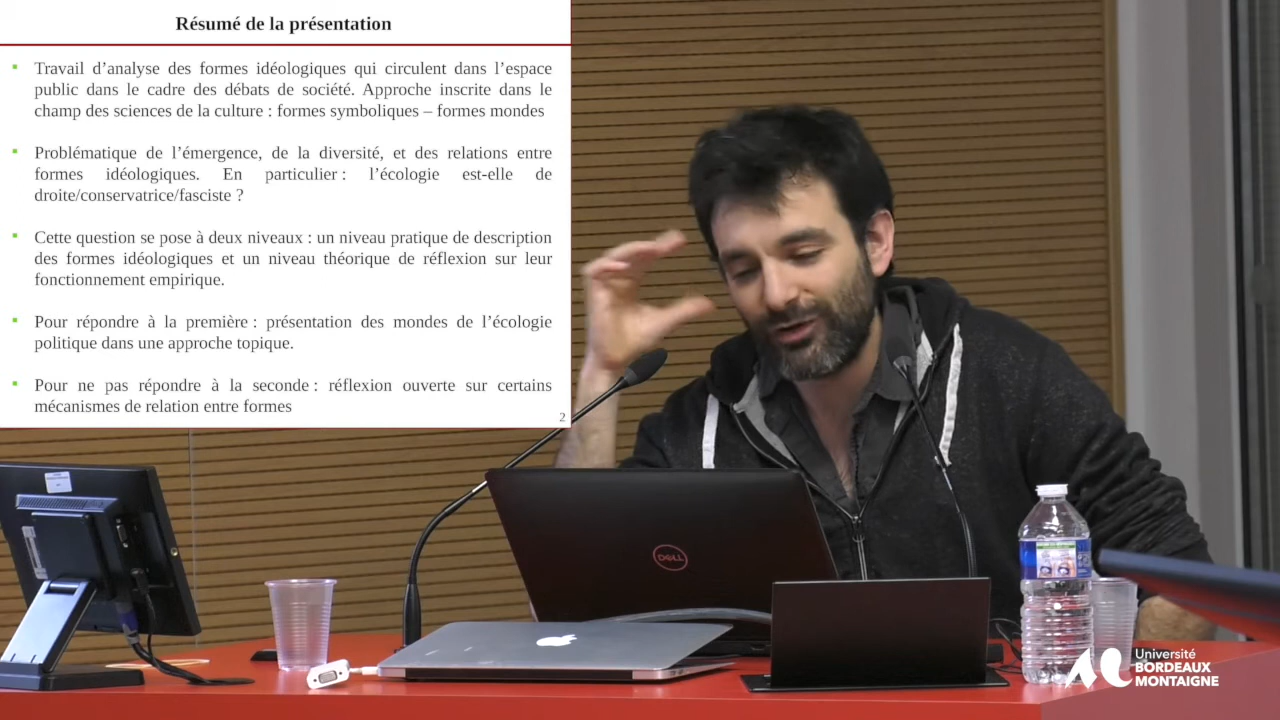 Résumé de la présentation
Travail d’analyse des formes idéologiques qui circulent dans l’espace
public dans le cadre des débats de société. Approche inscrite dans le
champ des sciences de la culture : formes symboliques – formes mondes
Problématique de l’émergence, de la diversité, et des relations entre
formes idéologiques. En particulier : l’écologie est-elle de
droite/conservatrice/fasciste ?
Cette question se pose à deux niveaux : un niveau pratique de description
des formes idéologiques et un niveau théorique de réflexion sur leur
fonctionnement empirique.
Pour répondre à la première : présentation des mondes de l’écologie
politique dans une approche topique.
Pour ne pas répondre à la seconde : réflexion ouverte sur certains
mécanismes de relation entre formes
2
DELL
Université
BORDEAUX
MONTAIGNE